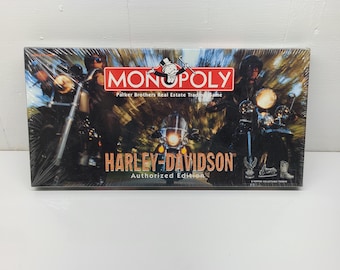 MONOPOLY
Parker Brothers Real Estate Trading Game
HARLEY-DAVIDSON
Authorized Edition